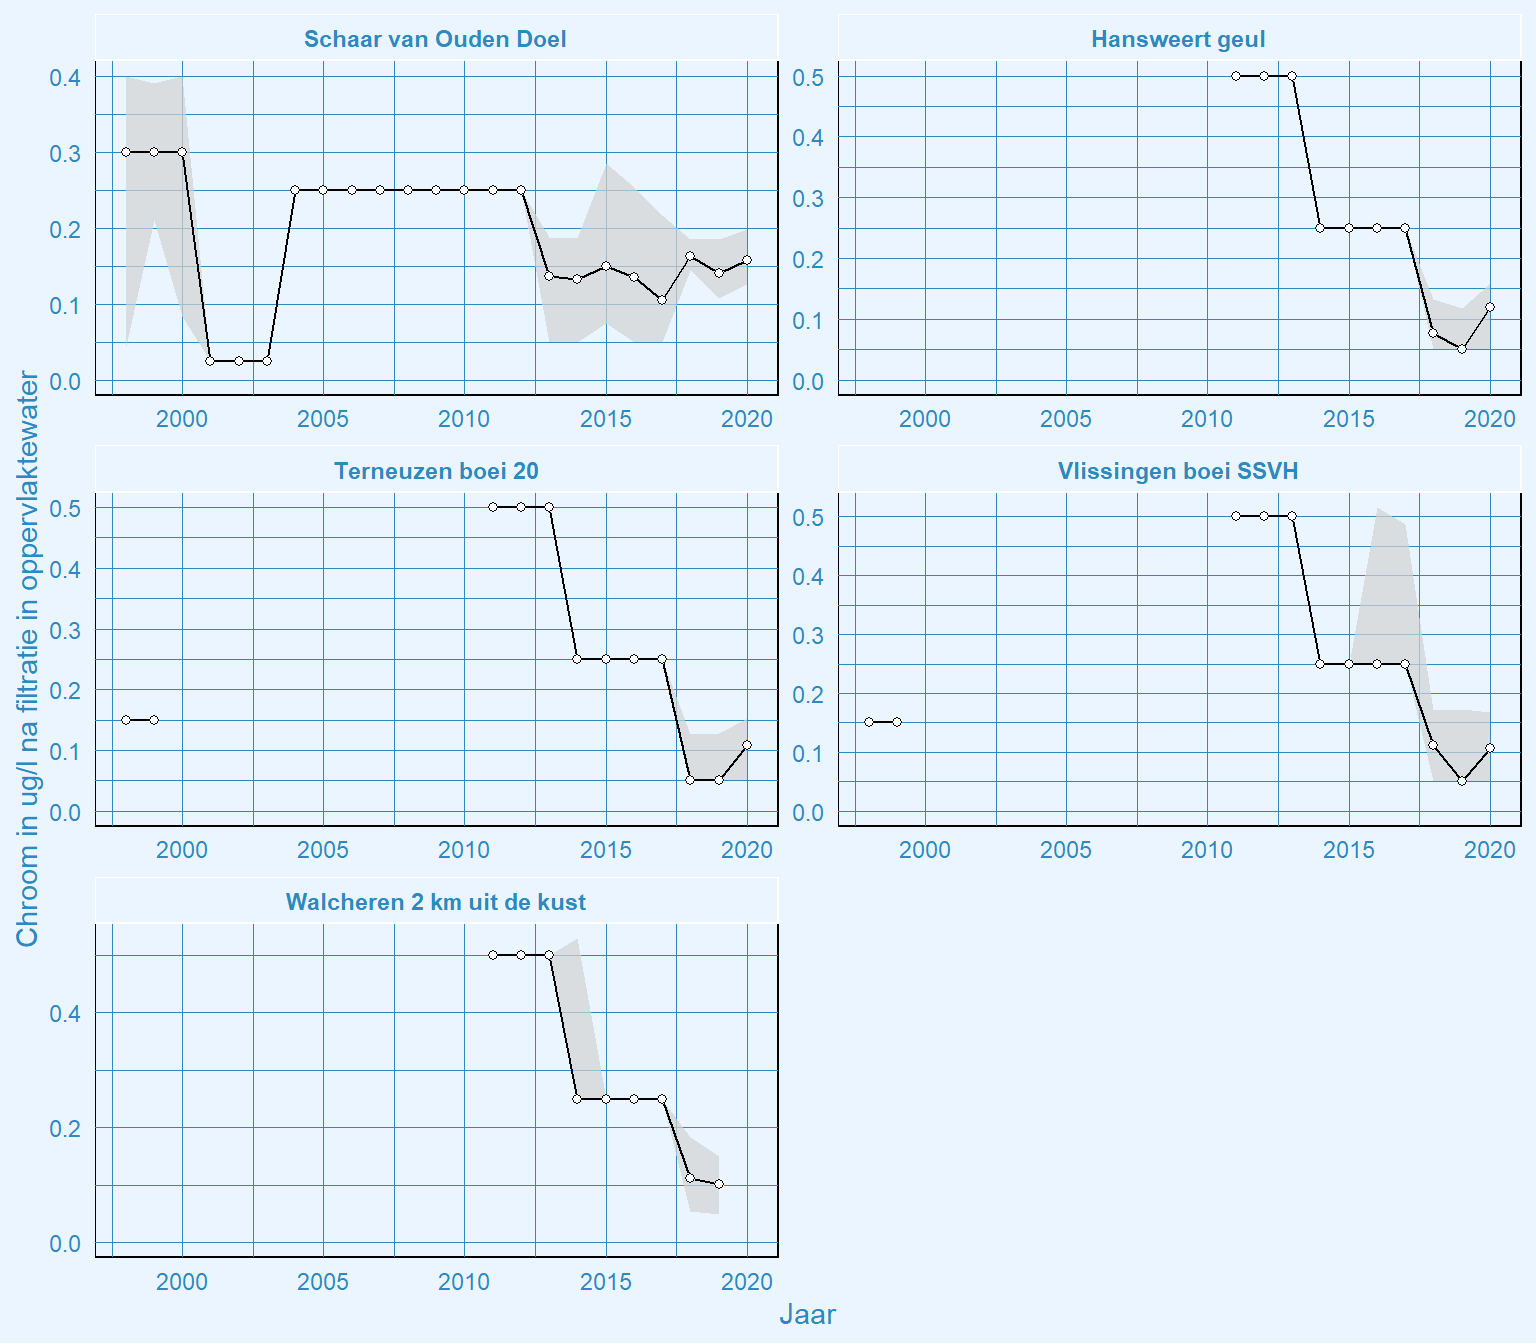 Schaar van Ouden Doel
0.4
0.3
0.2
0.1
0.0
2000 2005 2010 2015 2020
Hansweert geul
0.5
0.4
0.3
0.2
0.1
0.0
2000 2005 2010 2015 2020
Terneuzen boei 20
0.5
0.4
0.3
0.2
0.1
0.0
2000 2005 2010 2015 2020
Vlissingen boei SSVH
0.5
0.4
0.3
0.2
0.1
0.0
2000 2005 2010 2015 2020
Walcheren 2 km uit de kust
0.4
0.2
0.0
2000 2005 2010 2015 2020
Chroom in ug/l na filtratie in oppervlaktewater
Jaar